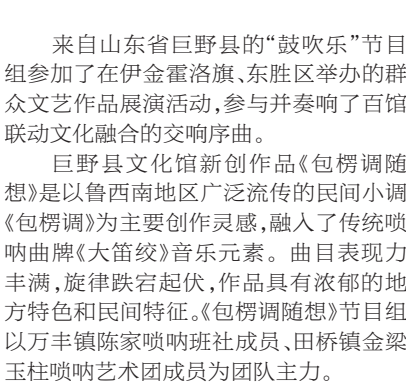 来自山东省巨野县的“鼓吹乐”节目
组参加了在伊金霍洛旗、东胜区举办的群
众文艺作品展演活动,参与并奏响了百馆
联动文化融合的交响序曲。
巨野县文化馆新创作品《包楞调随
想》是以鲁西南地区广泛流传的民间小调
《包楞调》为主要创作灵感,融入了传统唢
呐曲牌《大笛绞》音乐元素。曲目表现力
丰满,旋律跌宕起伏,作品具有浓郁的地
方特色和民间特征。《包楞调随想》节目组
以万丰镇陈家唢呐班社成员、田桥镇金梁
玉柱唢呐艺术团成员为团队主力。